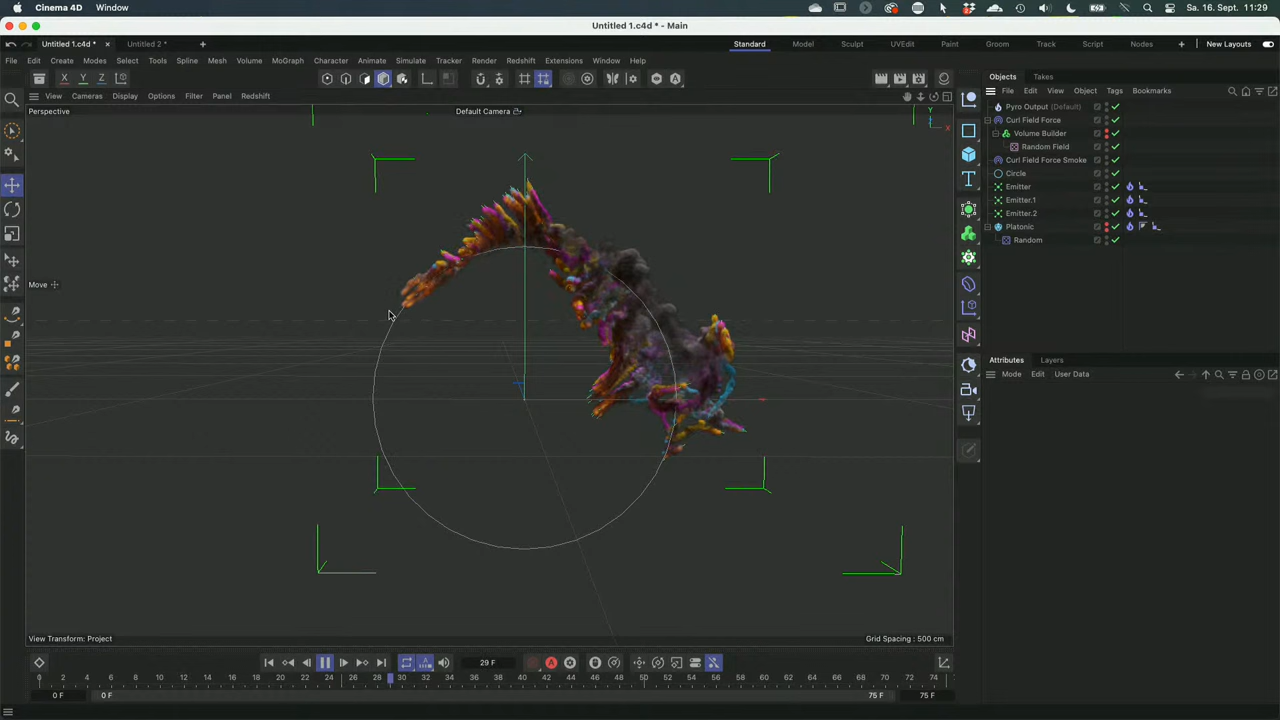 Cinema 4D Window Sa. 16. Sept. 11:29
Untitled 1.c4d * - Main
Untitled 1.c4d * × Untitled 2 * + Standard Model Sculpt UVEdit Paint Groom Track Script Nodes + New Layouts
File Edit Create Modes Select Tools Spline Mesh Volume MoGraph Character Animate Simulate Tracker Render Redshift Extensions Window Help
X Y Z
View Cameras Display Options Filter Panel Redshift
Perspective
Default Camera
Y
X
Move
View Transform: Project
Grid Spacing : 500 cm
Objects Takes
File Edit View Object Tags Bookmarks
Pyro Output (Default)
Curl Field Force
Volume Builder
Random Field
Curl Field Force Smoke
Circle
Emitter
Emitter.1
Emitter.2
Platonic
Random
Attributes Layers
Mode Edit User Data
29 F
0 2 4 6 8 10 12 14 16 18 20 22 24 26 28 30 32 34 36 38 40 42 44 46 48 50 52 54 56 58 60 62 64 66 68 70 72 74
0 F 0 F 75 F 75 F